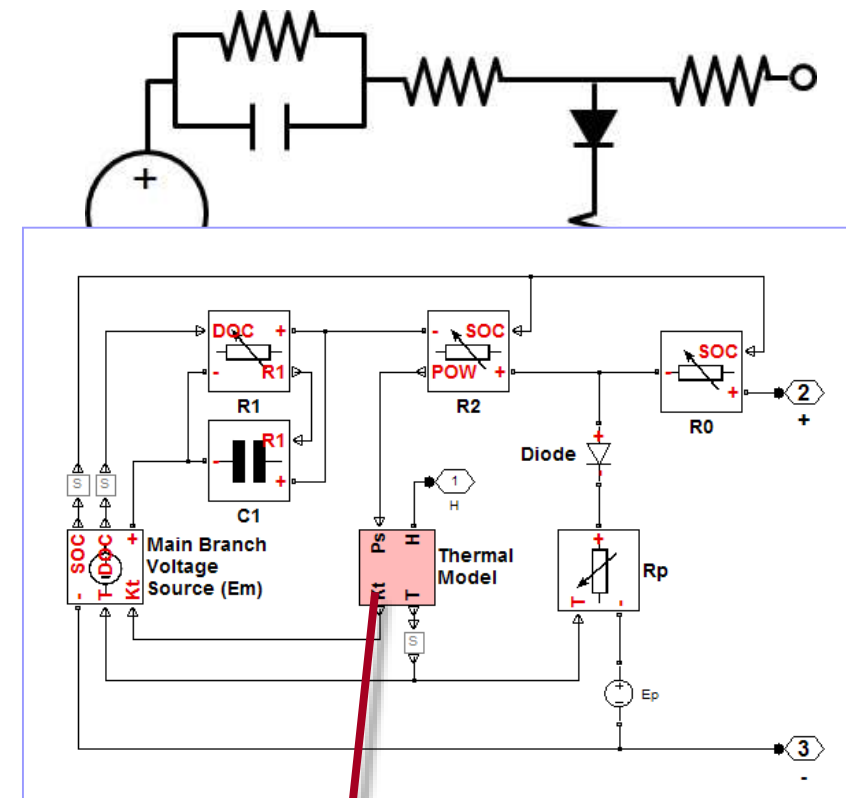 +
DOC +
- R1
R1
R1
- +
C1
- SOC
POW +
R2
SOC
- +
R0
2
+
Diode
+
-
1
H
S S
SOC DOC +
- T Kt
Main Branch
Voltage
Source (Em)
Ps H
Kt T
Thermal
Model
S
+
T -
Rp
+
-
Ep
3
-